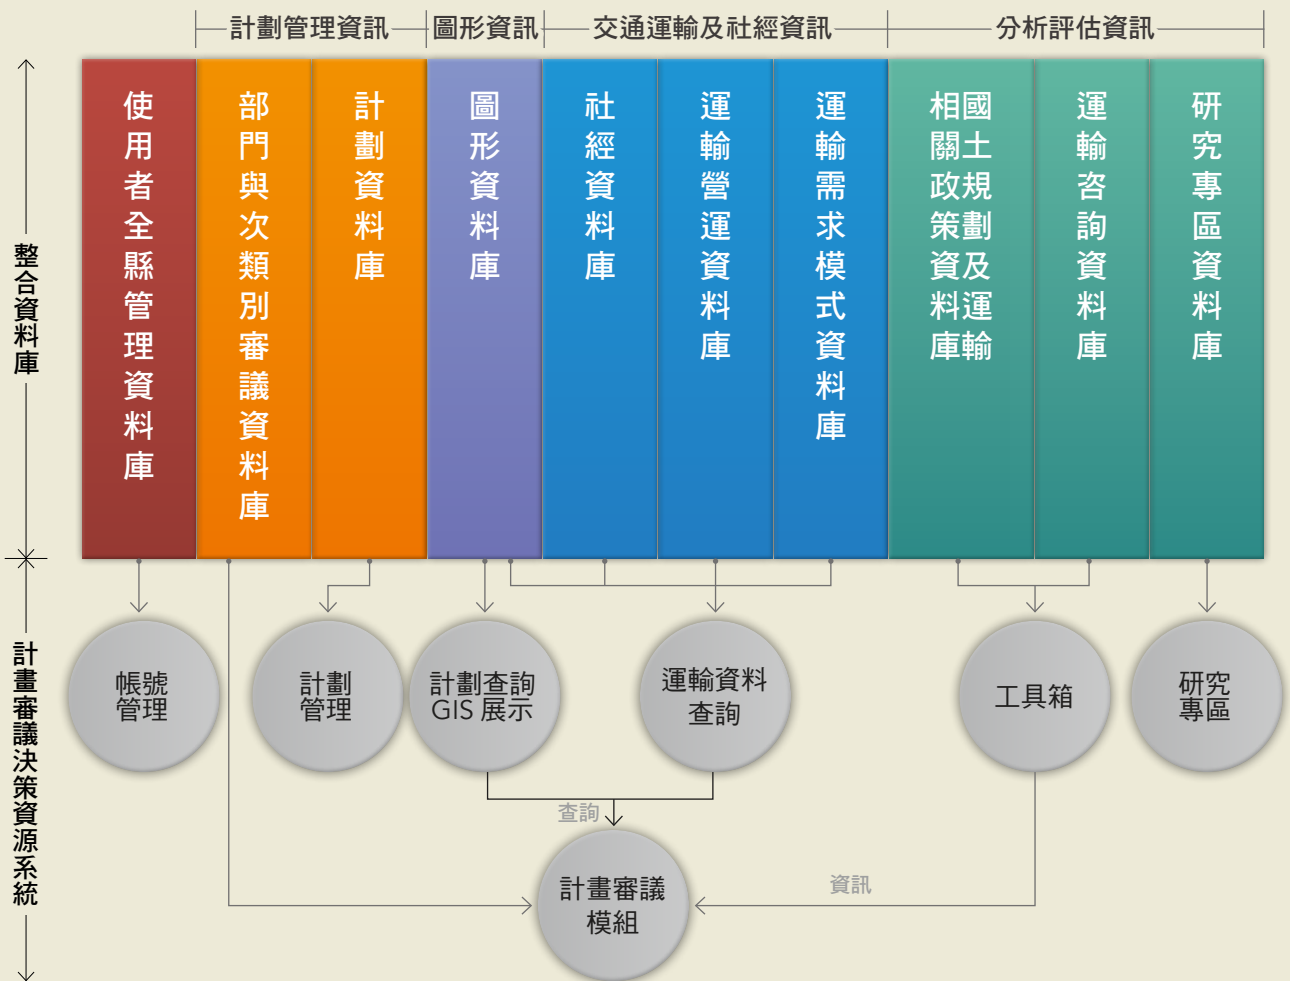 計劃管理資訊
圖形資訊
交通運輸及社經資訊
分析評估資訊
整合資料庫
使用者全縣管理資料庫
部門與次類別審議資料庫
計劃資料庫
圖形資料庫
社經資料庫
運輸營運資料庫
運輸需求模式資料庫
國土規劃及運輸
相關政策資料庫
運輸咨詢資料庫
研究專區資料庫
計畫審議決策資源系統
帳號
管理
計劃
管理
計劃查詢
GIS 展示
運輸資料
查詢
工具箱
研究
專區
查詢
計畫審議
模組
資訊